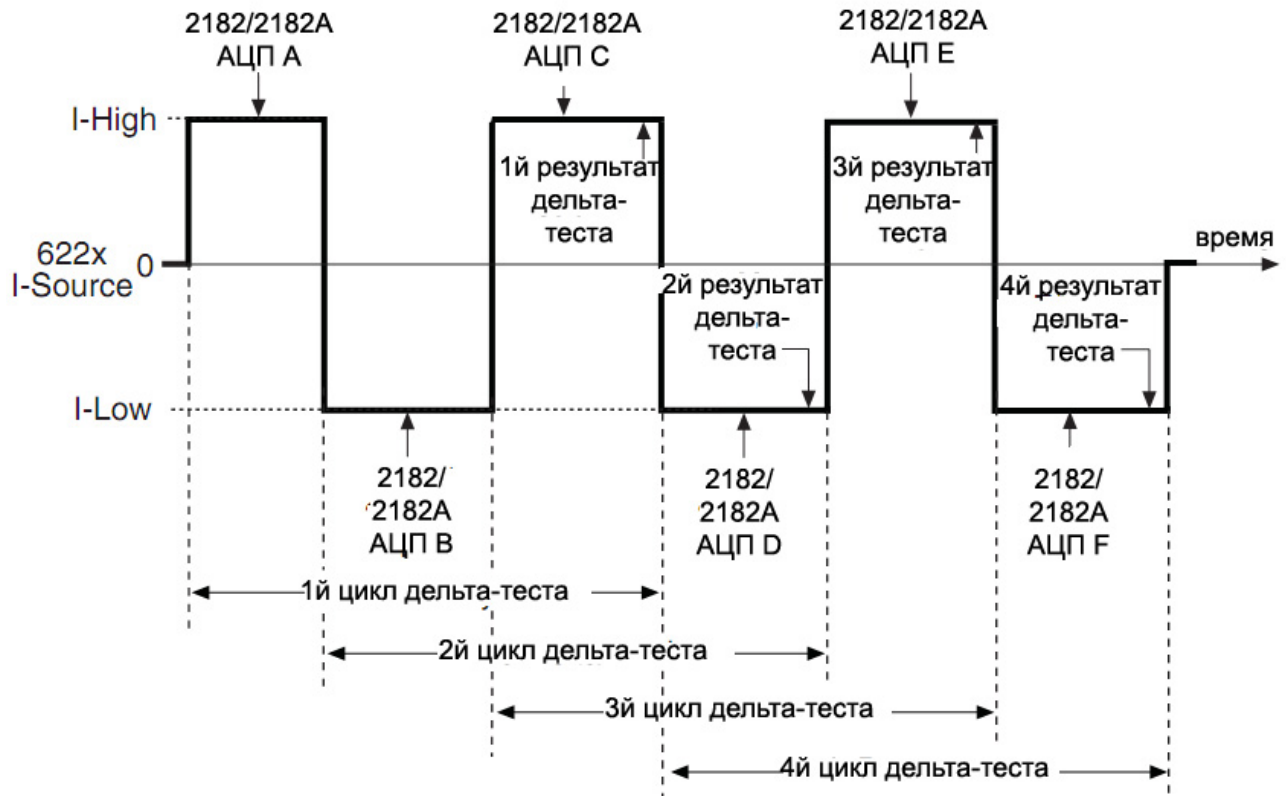 2182/2182A
АЦП А
2182/2182A
АЦП С
2182/2182A
АЦП Е
I-High
1й результат
дельта-
теста
3й результат
дельта-
теста
622x
I-Source
0
время
2й результат
дельта-
теста
4й результат
дельта-
теста
I-Low
2182/
2182A
АЦП В
2182/
2182A
АЦП D
2182/
2182A
АЦП F
1й цикл дельта-теста
2й цикл дельта-теста
3й цикл дельта-теста
4й цикл дельта-теста